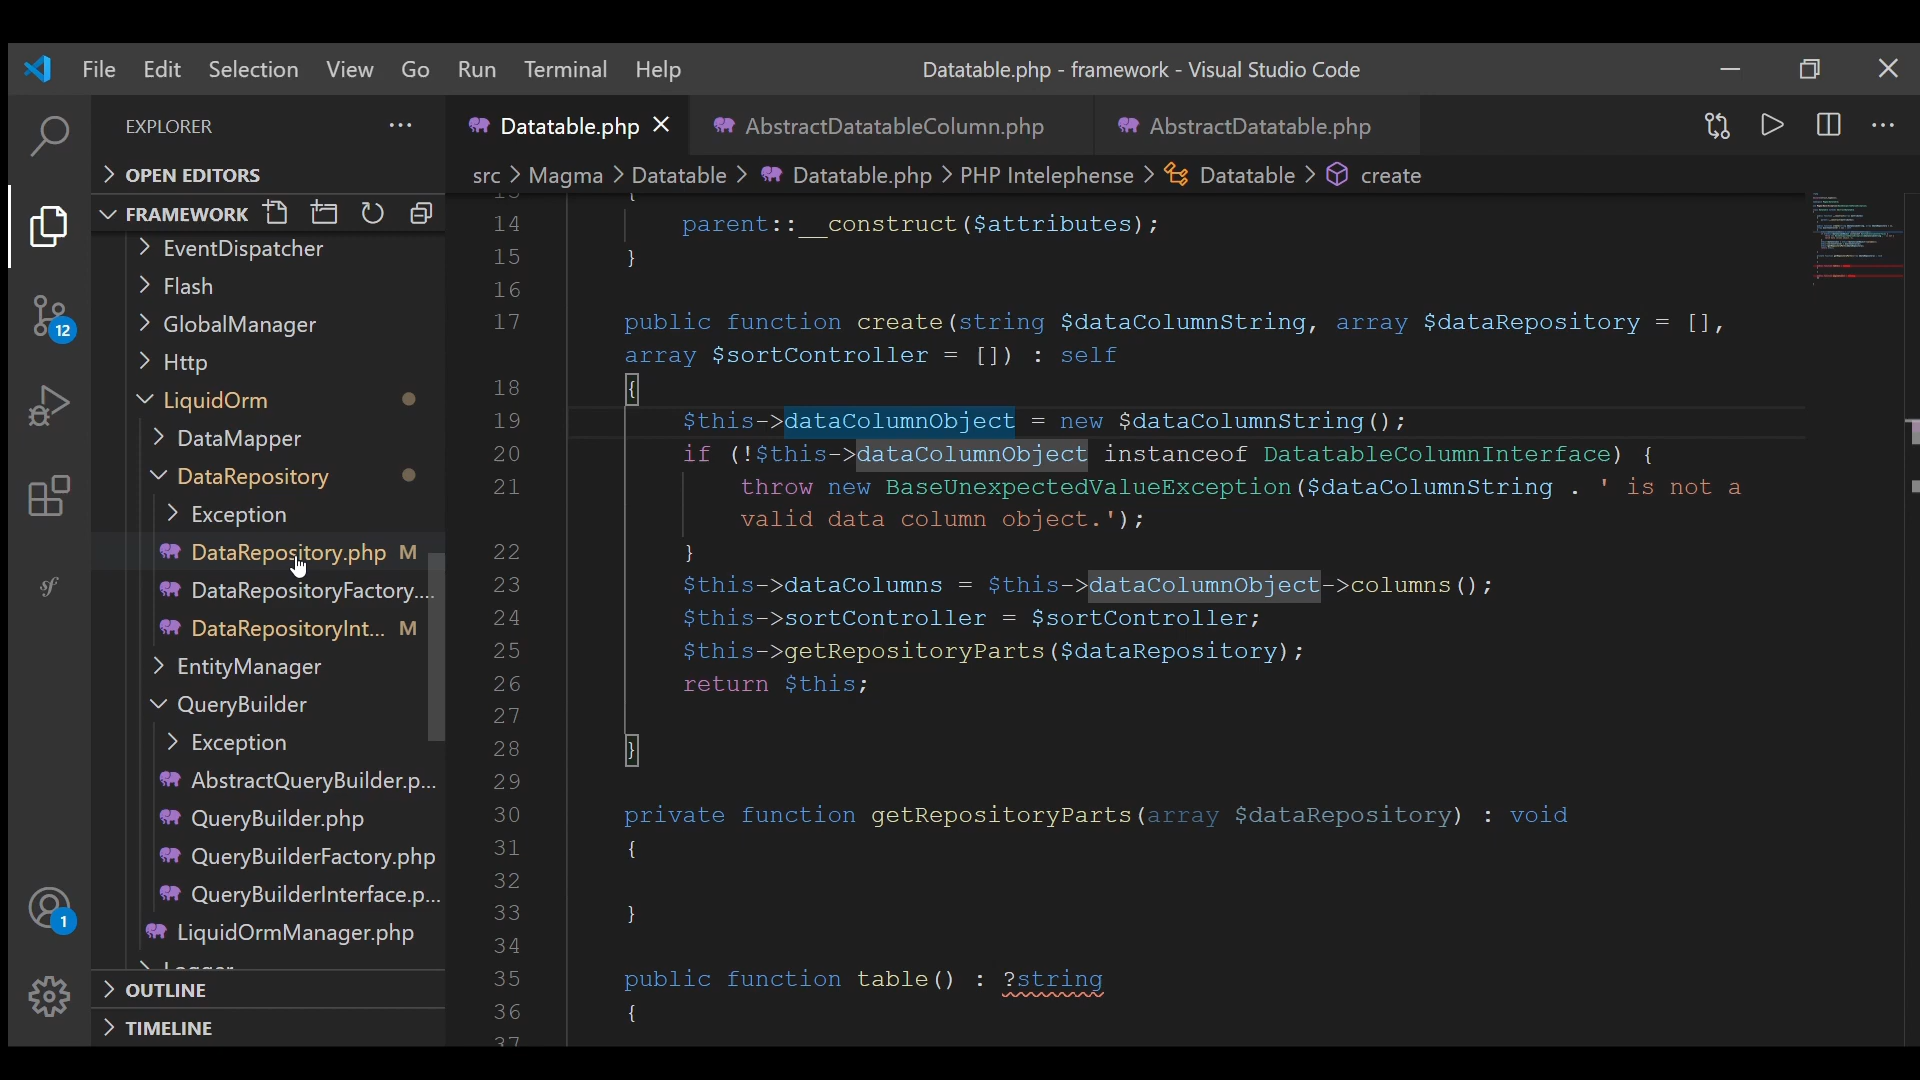 File Edit Selection View Go Run Terminal Help
Datatable.php - framework - Visual Studio Code
EXPLORER
Datatable.php
AbstractDatatableColumn.php
AbstractDatatable.php
OPEN EDITORS
src > Magma > Datatable > Datatable.php > PHP Intelephense > Datatable > create
FRAMEWORK
EventDispatcher
Flash
GlobalManager
Http
LiquidOrm
DataMapper
DataRepository
Exception
DataRepository.php M
DataRepositoryFactory....
DataRepositoryInt... M
EntityManager
QueryBuilder
Exception
AbstractQueryBuilder.p...
QueryBuilder.php
QueryBuilderFactory.php
QueryBuilderInterface.p...
LiquidOrmManager.php
OUTLINE
TIMELINE
12
1
14 parent::__construct($attributes);
15 }
16
17 public function create(string $dataColumnString, array $dataRepository = [],
array $sortController = []) : self
18 {
19 $this->dataColumnObject = new $dataColumnString();
20 if (!$this->dataColumnObject instanceof DatatableColumnInterface) {
21 throw new BaseUnexpectedValueException($dataColumnString . ' is not a
valid data column object.');
22 }
23 $this->dataColumns = $this->dataColumnObject->columns();
24 $this->sortController = $sortController;
25 $this->getRepositoryParts($dataRepository);
26 return $this;
27
28 }
29
30 private function getRepositoryParts(array $dataRepository) : void
31 {
32
33 }
34
35 public function table() : ?string
36 {
37